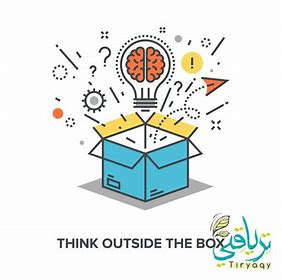 THINK OUTSIDE THE BOX
ترياقي
Tiryaqy